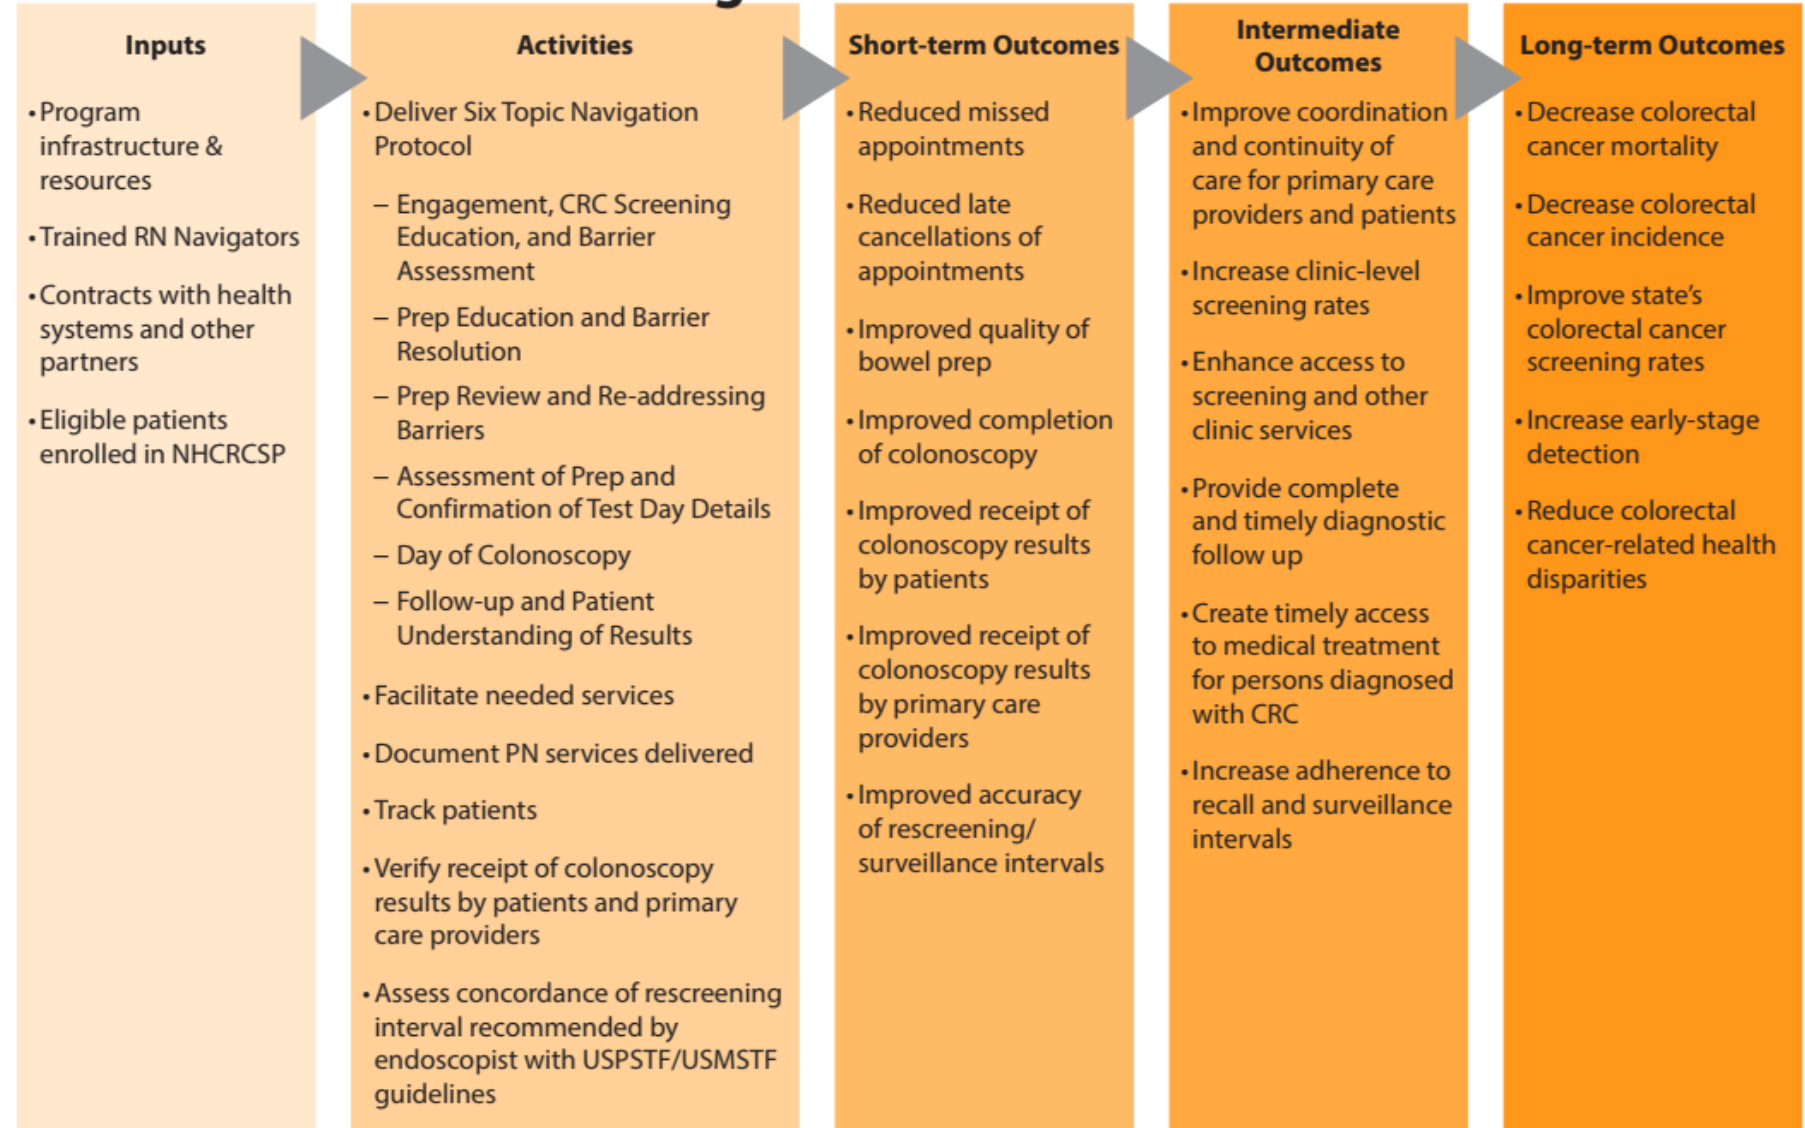 Inputs
• Program
infrastructure &
resources
• Trained RN Navigators
• Contracts with health
systems and other
partners
• Eligible patients
enrolled in NHCRCSP
Activities
• Deliver Six Topic Navigation
Protocol
– Engagement, CRC Screening
Education, and Barrier
Assessment
– Prep Education and Barrier
Resolution
– Prep Review and Re-addressing
Barriers
– Assessment of Prep and
Confirmation of Test Day Details
– Day of Colonoscopy
– Follow-up and Patient
Understanding of Results
• Facilitate needed services
• Document PN services delivered
• Track patients
• Verify receipt of colonoscopy
results by patients and primary
care providers
• Assess concordance of rescreening
interval recommended by
endoscopist with USPSTF/USMSTF
guidelines
Short-term Outcomes
• Reduced missed
appointments
• Reduced late
cancellations of
appointments
• Improved quality of
bowel prep
• Improved completion
of colonoscopy
• Improved receipt of
colonoscopy results
by patients
• Improved receipt of
colonoscopy results
by primary care
providers
• Improved accuracy
of rescreening/
surveillance intervals
Intermediate
Outcomes
• Improve coordination
and continuity of
care for primary care
providers and patients
• Increase clinic-level
screening rates
• Enhance access to
screening and other
clinic services
• Provide complete
and timely diagnostic
follow up
• Create timely access
to medical treatment
for persons diagnosed
with CRC
• Increase adherence to
recall and surveillance
intervals
Long-term Outcomes
• Decrease colorectal
cancer mortality
• Decrease colorectal
cancer incidence
• Improve state's
colorectal cancer
screening rates
• Increase early-stage
detection
• Reduce colorectal
cancer-related health
disparities